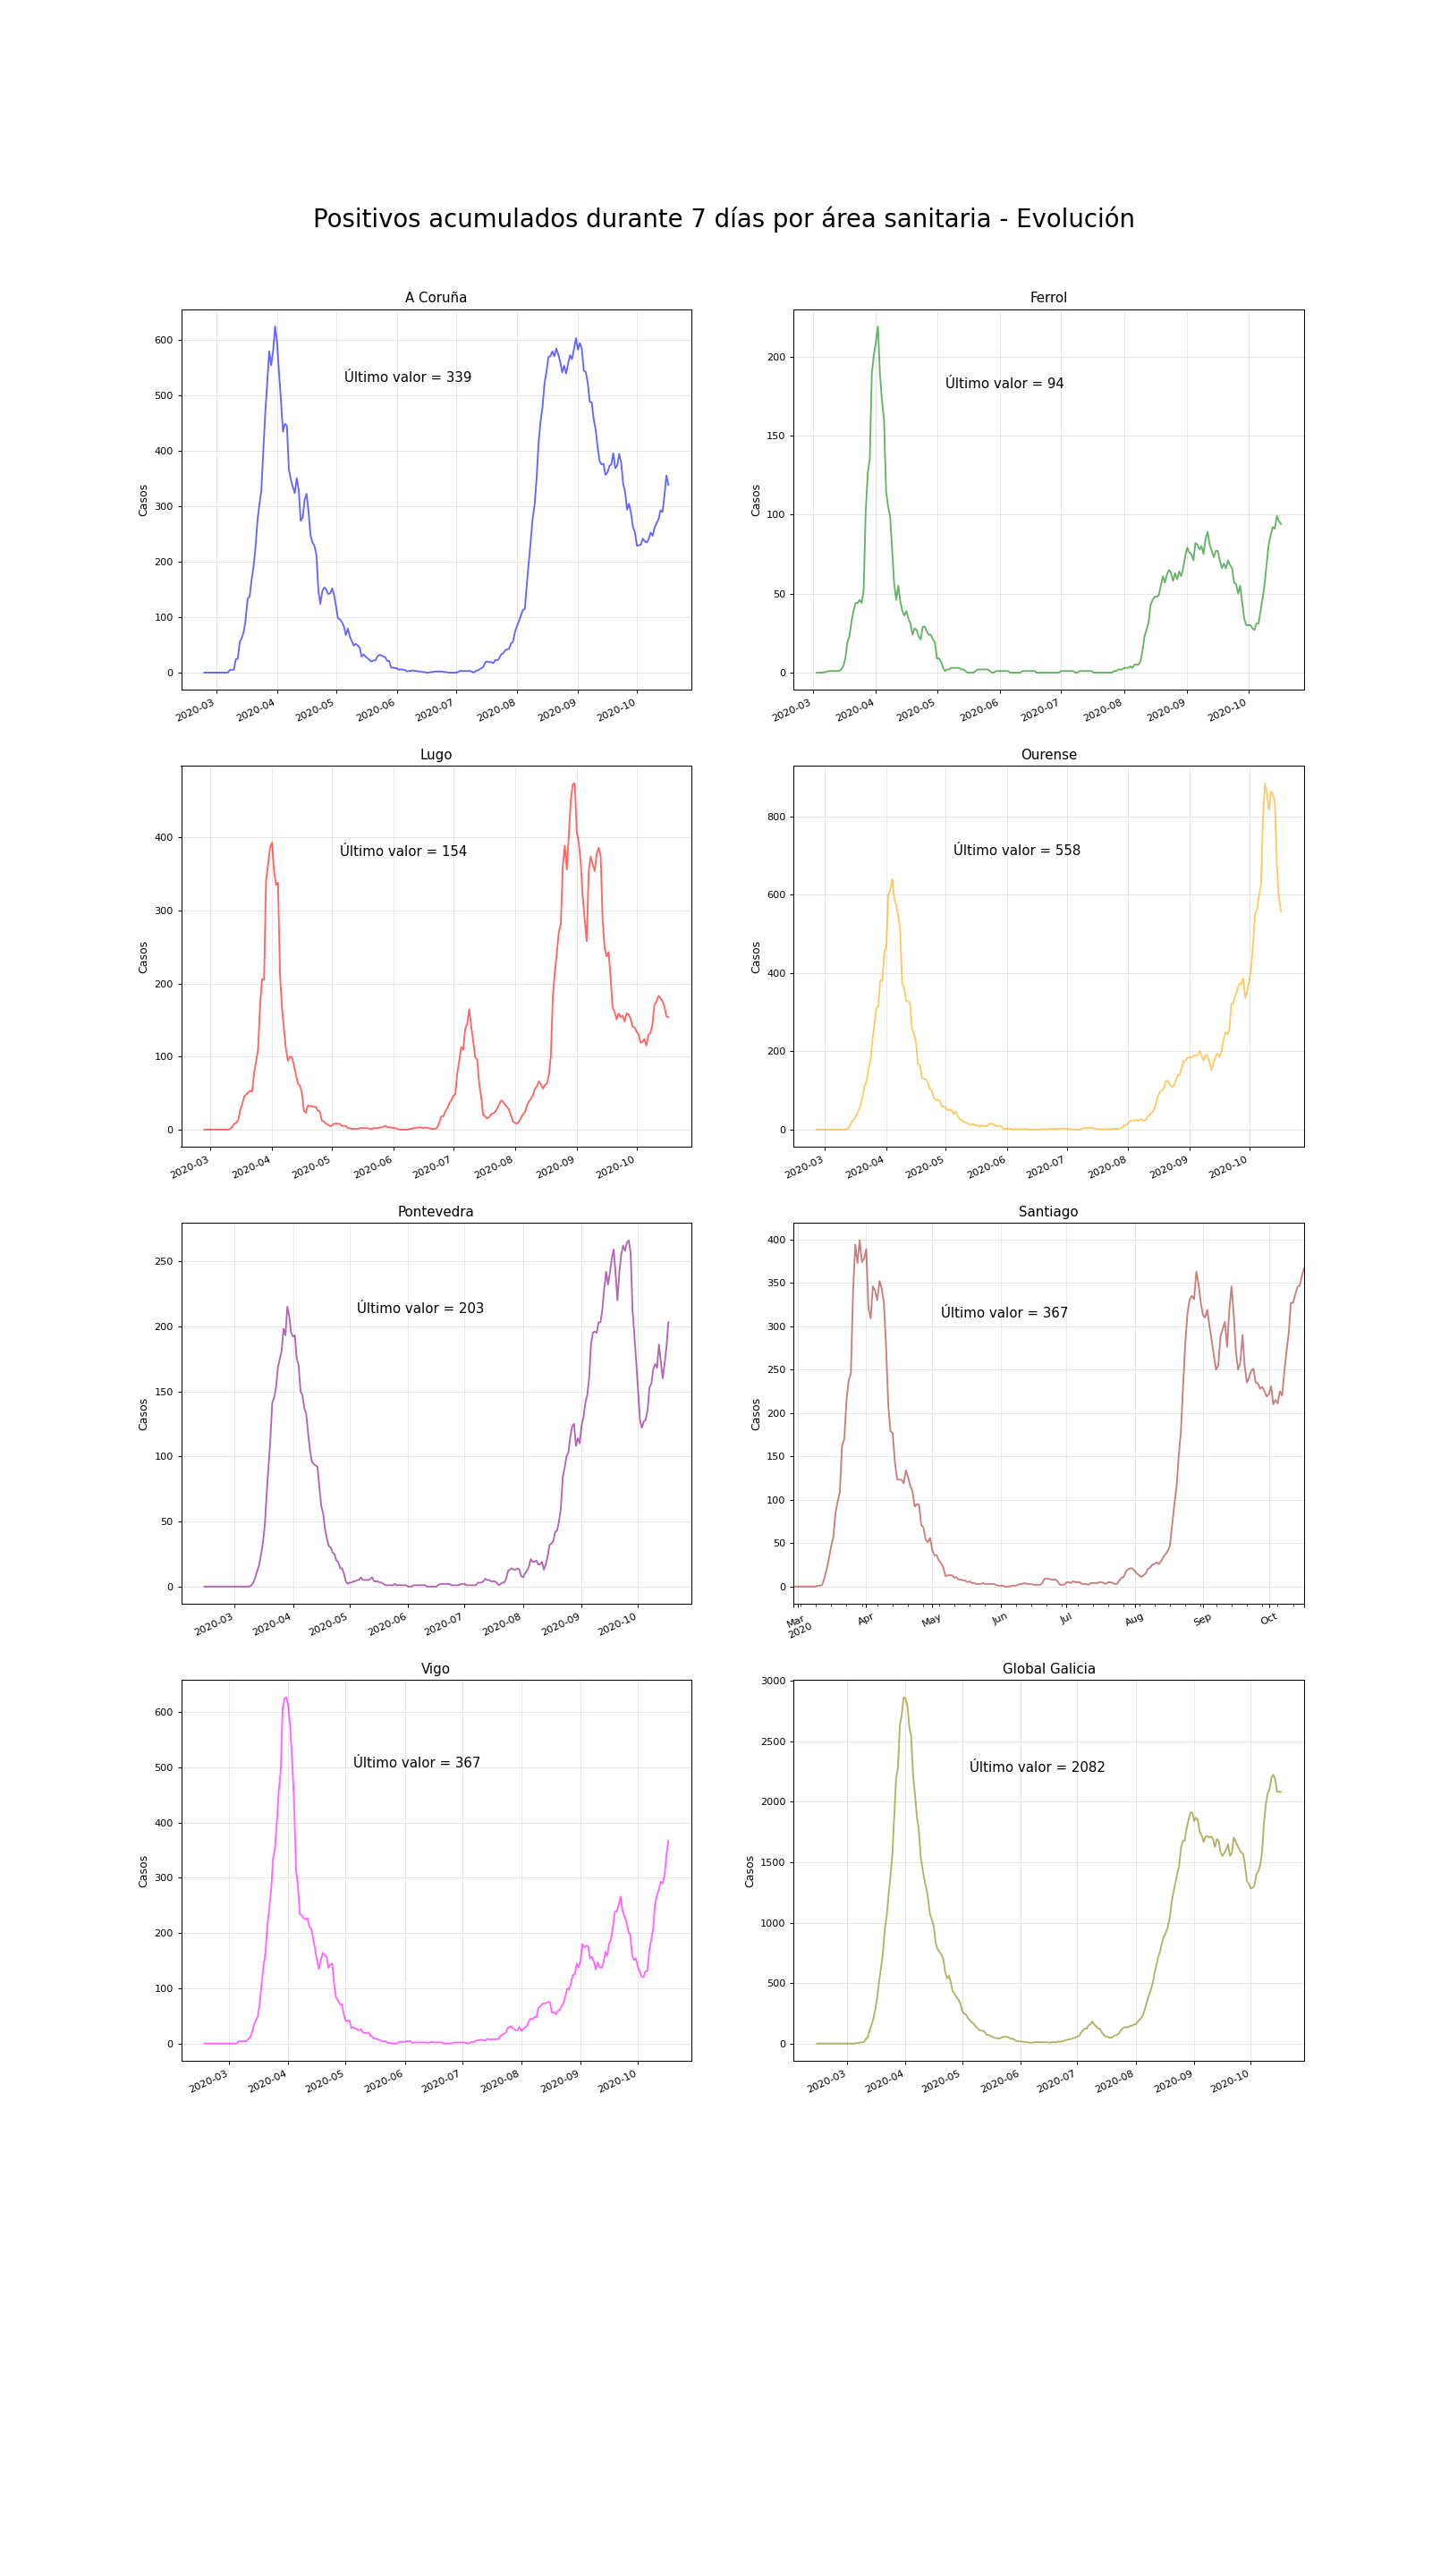 Positivos acumulados durante 7 días por área sanitaria - Evolución
A Coruña
Casos
600
500
400
300
200
100
0
Último valor = 339
2020-03 2020-04 2020-05 2020-06 2020-07 2020-08 2020-09 2020-10
Ferrol
Casos
200
150
100
50
0
Último valor = 94
2020-03 2020-04 2020-05 2020-06 2020-07 2020-08 2020-09 2020-10
Lugo
Casos
400
300
200
100
0
Último valor = 154
2020-03 2020-04 2020-05 2020-06 2020-07 2020-08 2020-09 2020-10
Ourense
Casos
800
600
400
200
0
Último valor = 558
2020-03 2020-04 2020-05 2020-06 2020-07 2020-08 2020-09 2020-10
Pontevedra
Casos
250
200
150
100
50
0
Último valor = 203
2020-03 2020-04 2020-05 2020-06 2020-07 2020-08 2020-09 2020-10
Santiago
Casos
400
350
300
250
200
150
100
50
0
Último valor = 367
Mar Apr May Jun Jul Aug Sep Oct
2020
Vigo
Casos
600
500
400
300
200
100
0
Último valor = 367
2020-03 2020-04 2020-05 2020-06 2020-07 2020-08 2020-09 2020-10
Global Galicia
Casos
3000
2500
2000
1500
1000
500
0
Último valor = 2082
2020-03 2020-04 2020-05 2020-06 2020-07 2020-08 2020-09 2020-10